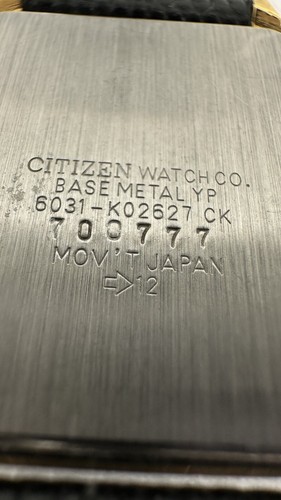 CITIZEN WATCH CO.
BASE METAL YP
6031-K02627 CK
700777
MOV'T JAPAN
⇨12